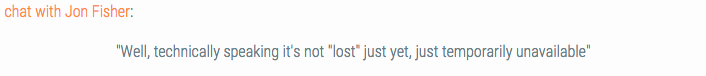 chat with Jon Fisher:
"Well, technically speaking it's not "lost" just yet, just temporarily unavailable"